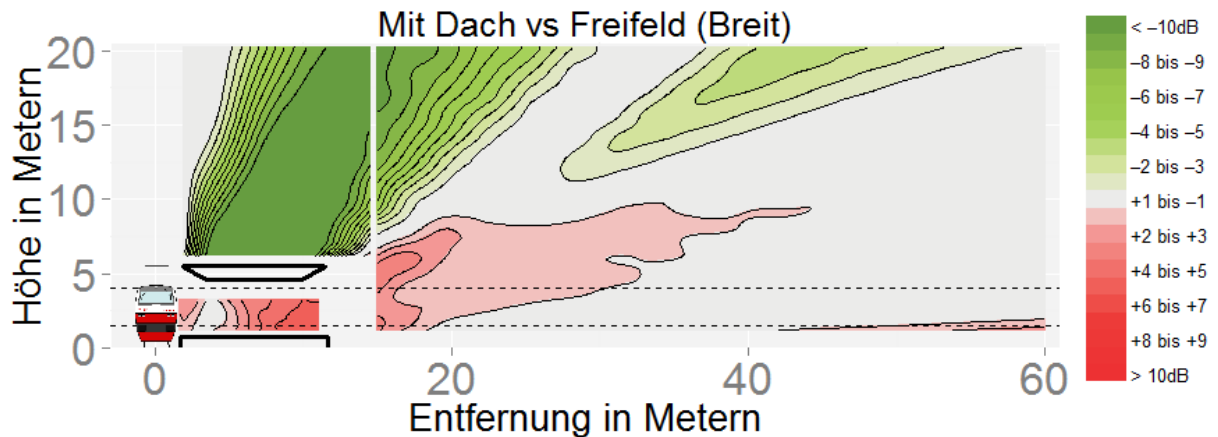 Mit Dach vs Freifeld (Breit)
Höhe in Metern
20
15
10
5
0
0
20
40
60
Entfernung in Metern
< −10dB
−8 bis −9
−6 bis −7
−4 bis −5
−2 bis −3
+1 bis −1
+2 bis +3
+4 bis +5
+6 bis +7
+8 bis +9
> 10dB